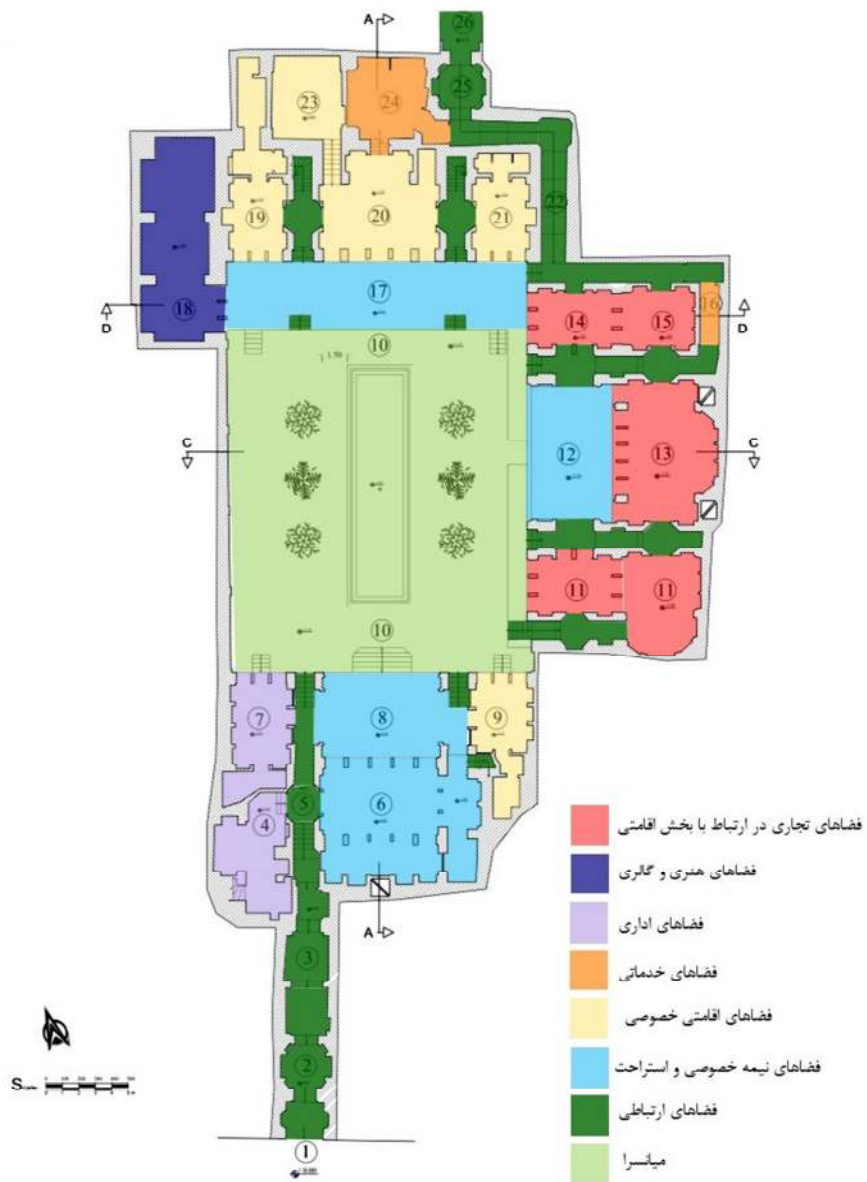 A
26
25
23
24
22
19
20
21
16
18
17
14
15
D
D
10
1.50
C
C
12
13
11
11
10
7
8
9
5
6
4
A
3
2
1
فضاهای تجاری در ارتباط با بخش اقامتی
فضاهای هنری و گالری
فضاهای اداری
فضاهای خدماتی
فضاهای اقامتی خصوصی
فضاهای نیمه خصوصی و استراحت
فضاهای ارتباطی
میانسرا